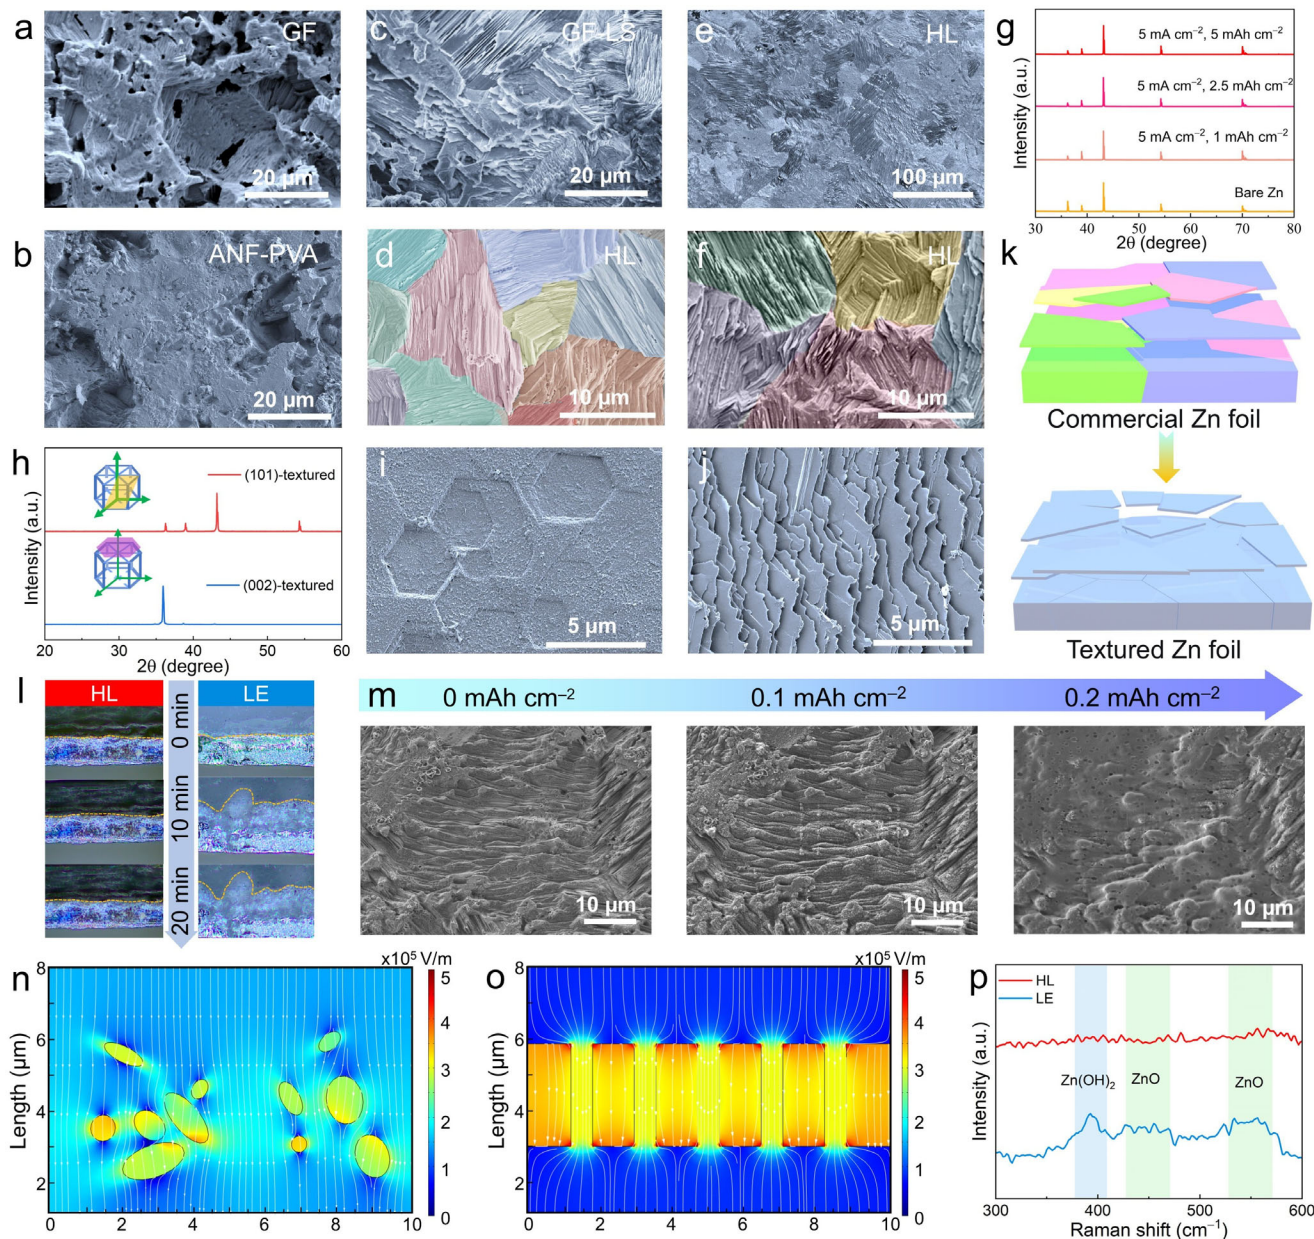 a
GF
20 µm
c
GF-LS
20 µm
e
HL
100 µm
g
Intensity (a.u.)
5 mA cm⁻², 5 mAh cm⁻²
5 mA cm⁻², 2.5 mAh cm⁻²
5 mA cm⁻², 1 mAh cm⁻²
Bare Zn
30 40 50 60 70 80
2θ (degree)
b
ANF-PVA
20 µm
d
HL
10 µm
f
HL
10 µm
k
Commercial Zn foil
Textured Zn foil
h
Intensity (a.u.)
(101)-textured
(002)-textured
20 30 40 50 60
2θ (degree)
i
5 µm
j
5 µm
l
HL
LE
0 min
10 min
20 min
m
0 mAh cm⁻²
0.1 mAh cm⁻²
0.2 mAh cm⁻²
10 µm
10 µm
10 µm
n
x10⁵ V/m
Length (µm)
8
6
4
2
0 2 4 6 8 10
5
4
3
2
1
0
o
x10⁵ V/m
Length (µm)
8
6
4
2
0 2 4 6 8 10
5
4
3
2
1
0
p
HL
LE
Intensity (a.u.)
Zn(OH)₂
ZnO
ZnO
300 400 500 600
Raman shift (cm⁻¹)